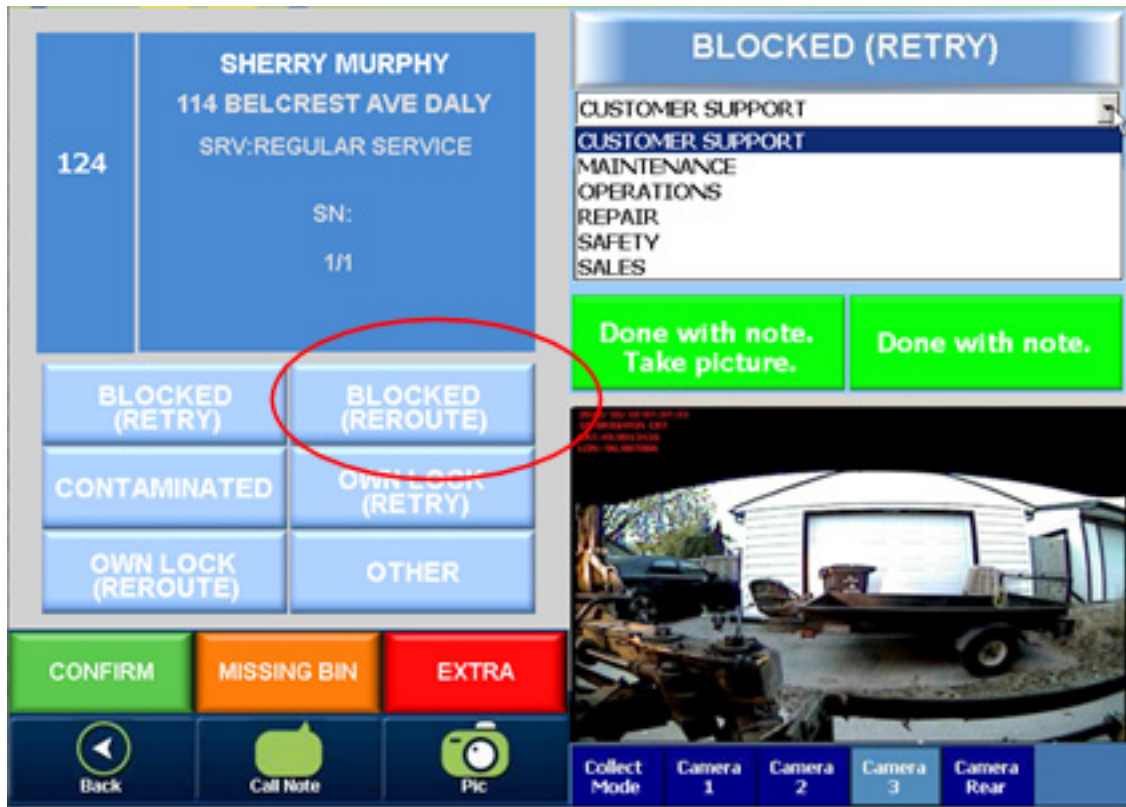 124
SHERRY MURPHY
114 BELCREST AVE DALY
SRV:REGULAR SERVICE
SN:
1/1
BLOCKED
(RETRY)
BLOCKED
(REROUTE)
CONTAMINATED
OWN LOCK
(RETRY)
OWN LOCK
(REROUTE)
OTHER
CONFIRM
MISSING BIN
EXTRA
Back
Call Note
Pic
BLOCKED (RETRY)
CUSTOMER SUPPORT
CUSTOMER SUPPORT
MAINTENANCE
OPERATIONS
REPAIR
SAFETY
SALES
Done with note.
Take picture.
Done with note.
Collect
Mode
Camera
1
Camera
2
Camera
3
Camera
Rear